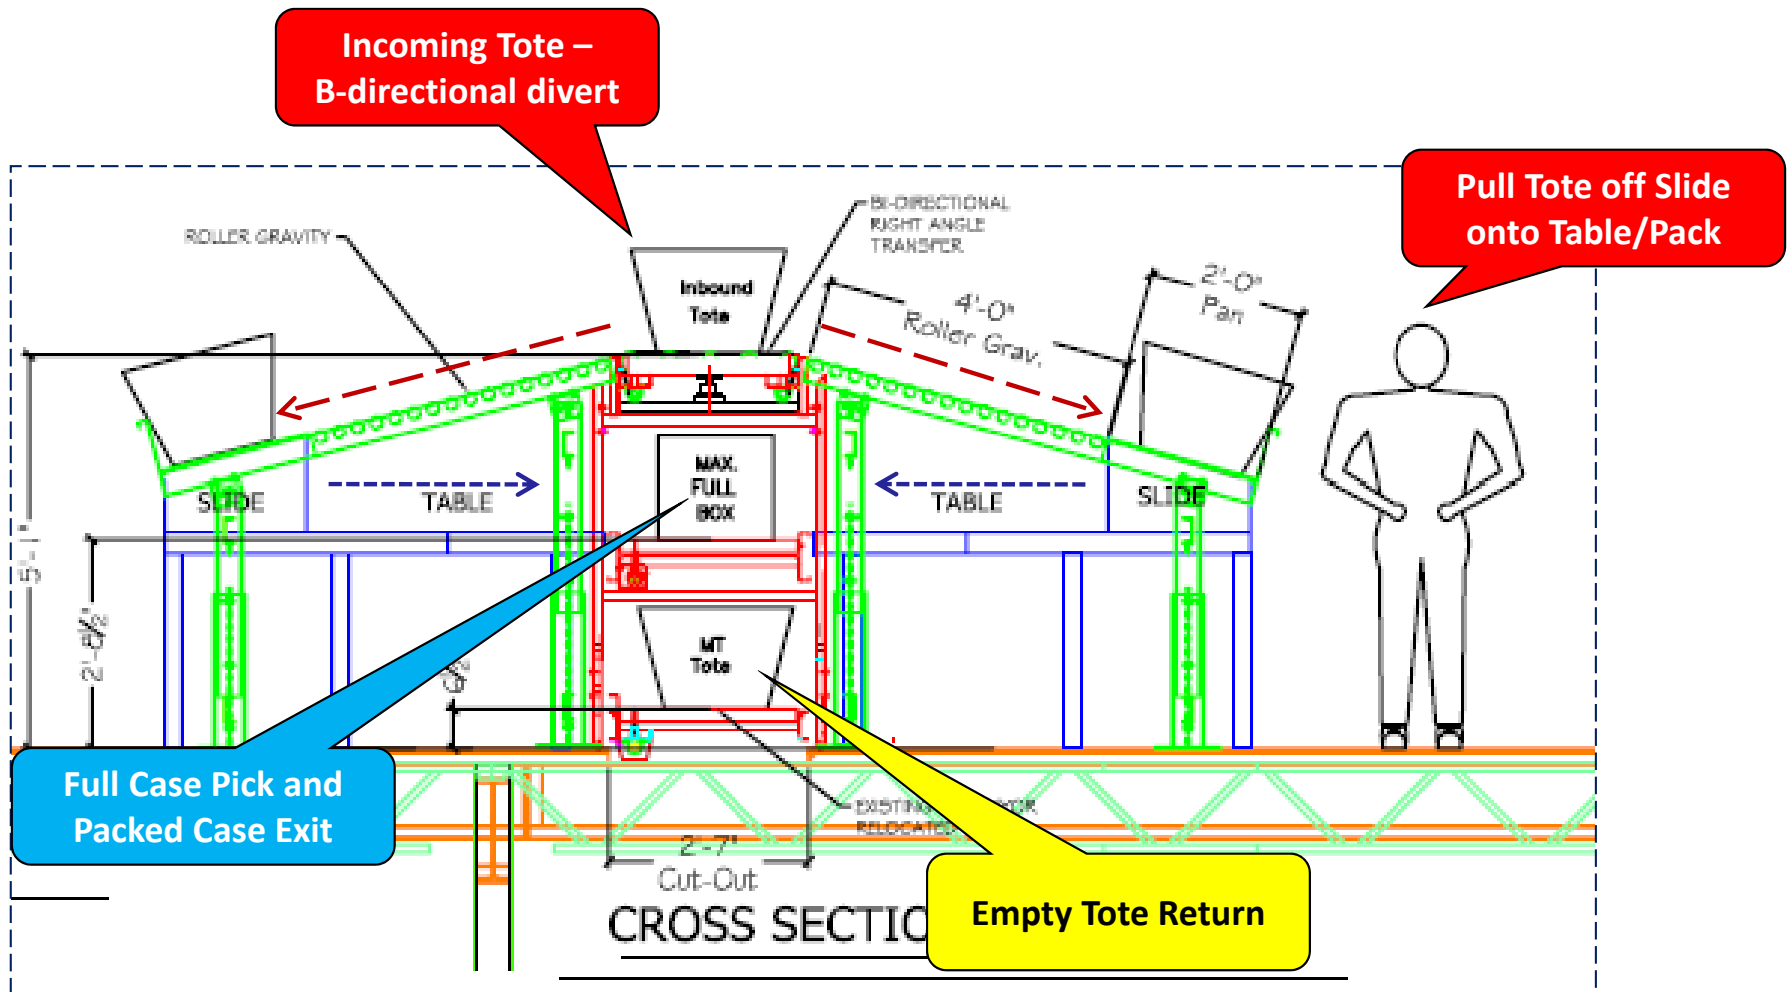 Incoming Tote –
B-directional divert
Pull Tote off Slide
onto Table/Pack
ROLLER GRAVITY
BI-DIRECTIONAL
RIGHT ANGLE
TRANSFER
Inbound
Tote
4'-0"
Roller Grav.
2'-0"
Pan
MAX.
FULL
BOX
SLIDE
TABLE
TABLE
SLIDE
5'-1"
2'-8½"
MT
Tote
Full Case Pick and
Packed Case Exit
EXISTING
RELOCATED
2'-7"
Cut-Out
CROSS SECTIO
Empty Tote Return